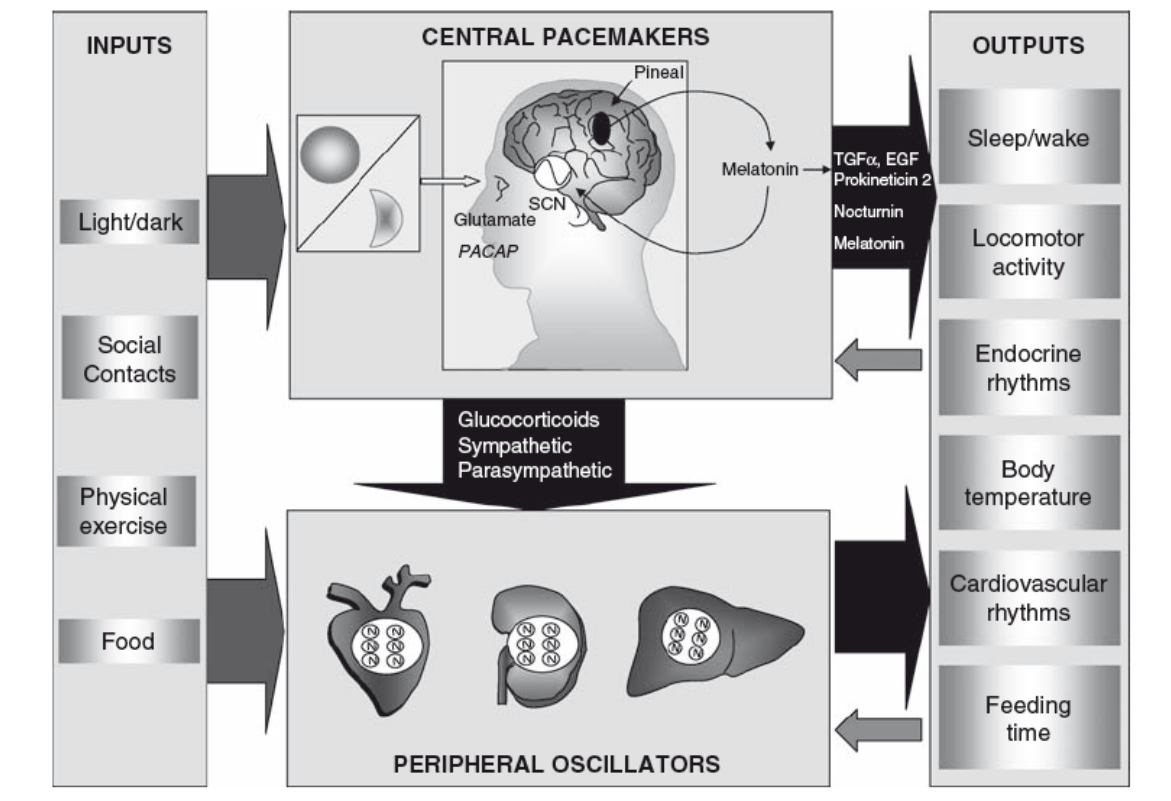 INPUTS
Light/dark
Social
Contacts
Physical
exercise
Food
CENTRAL PACEMAKERS
Pineal
Melatonin
SCN
Glutamate
PACAP
TGFα, EGF
Prokineticin 2
Nocturnin
Melatonin
Glucocorticoids
Sympathetic
Parasympathetic
PERIPHERAL OSCILLATORS
OUTPUTS
Sleep/wake
Locomotor
activity
Endocrine
rhythms
Body
temperature
Cardiovascular
rhythms
Feeding
time